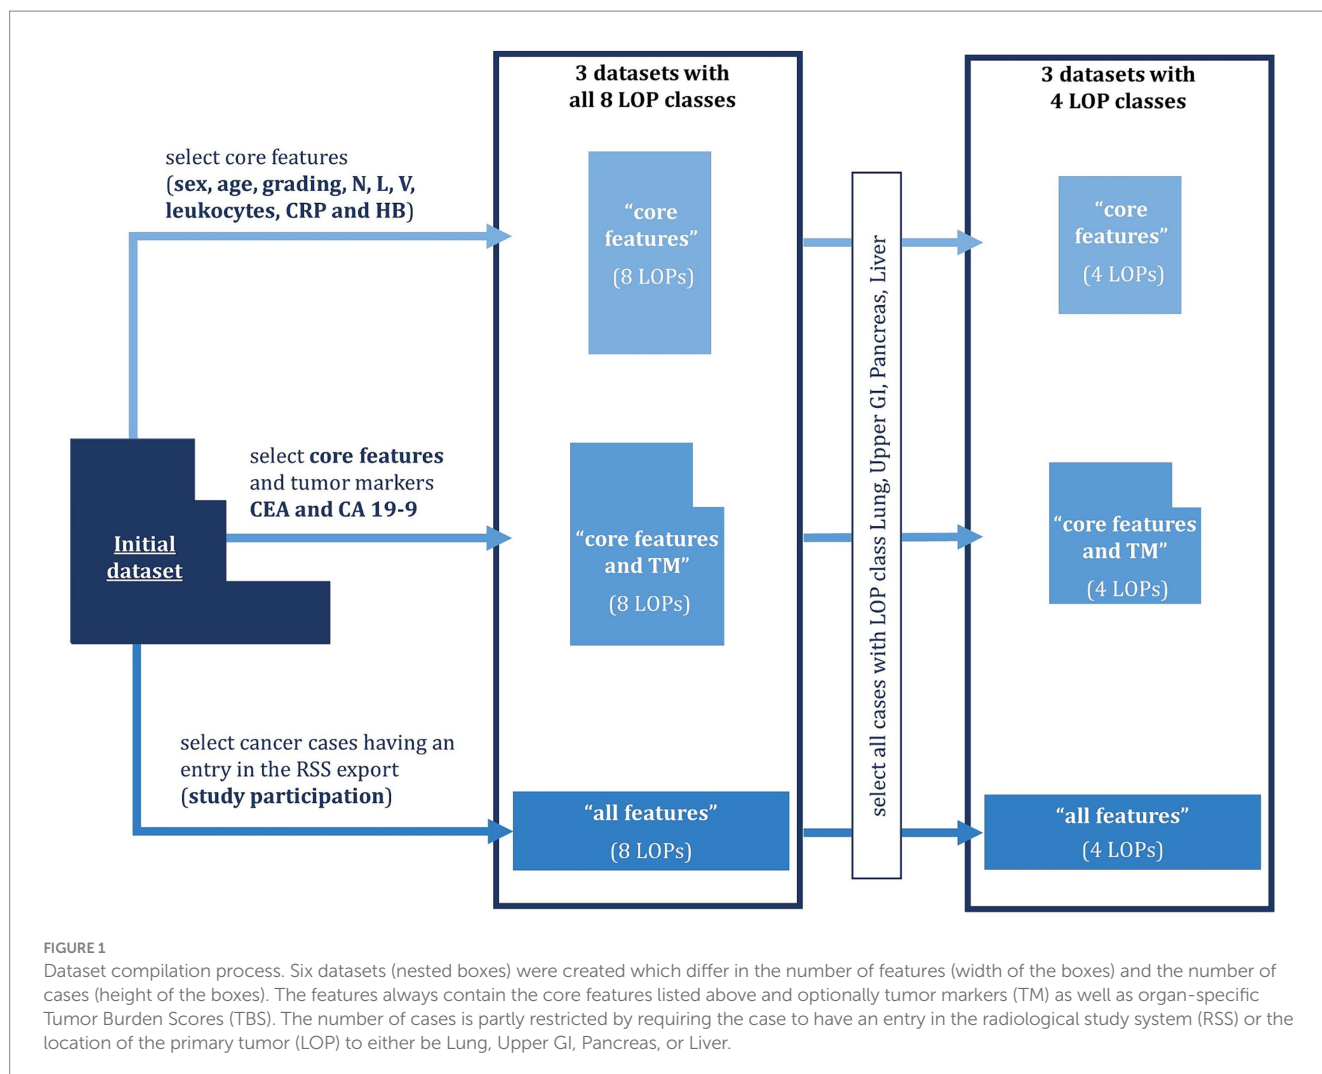 3 datasets with
all 8 LOP classes
3 datasets with
4 LOP classes
select core features
(sex, age, grading, N, L, V,
leukocytes, CRP and HB)
“core
features”
(8 LOPs)
“core
features”
(4 LOPs)
select all cases with LOP class Lung, Upper GI, Pancreas, Liver
Initial
dataset
select core features
and tumor markers
CEA and CA 19-9
“core features
and TM”
(8 LOPs)
“core features
and TM”
(4 LOPs)
select cancer cases having an
entry in the RSS export
(study participation)
“all features”
(8 LOPs)
“all features”
(4 LOPs)
FIGURE 1
Dataset compilation process. Six datasets (nested boxes) were created which differ in the number of features (width of the boxes) and the number of
cases (height of the boxes). The features always contain the core features listed above and optionally tumor markers (TM) as well as organ-specific
Tumor Burden Scores (TBS). The number of cases is partly restricted by requiring the case to have an entry in the radiological study system (RSS) or the
location of the primary tumor (LOP) to either be Lung, Upper GI, Pancreas, or Liver.